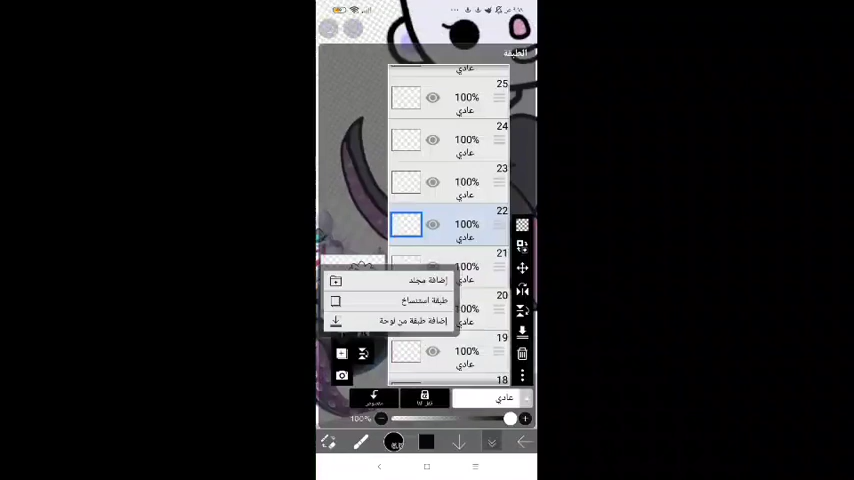 الطبقة
عادي
25
100%
عادي
24
100%
عادي
23
100%
عادي
22
100%
عادي
21
100%
إضافة مجلد
طبقة استنساخ
20
100%
إضافة طبقة من لوحة
19
100%
عادي
18
عادي
100%